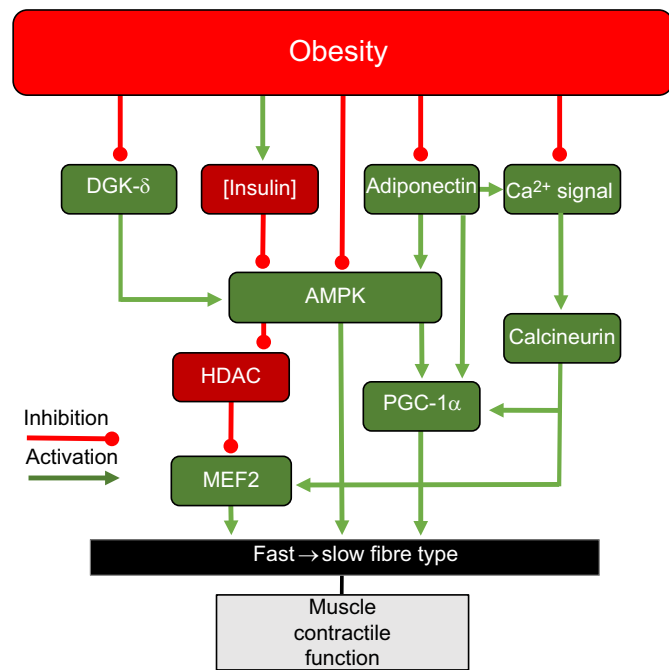 Obesity
DGK-δ
[Insulin]
Adiponectin
Ca²⁺ signal
AMPK
Calcineurin
HDAC
PGC-1α
Inhibition
Activation
MEF2
Fast→slow fibre type
Muscle
contractile
function